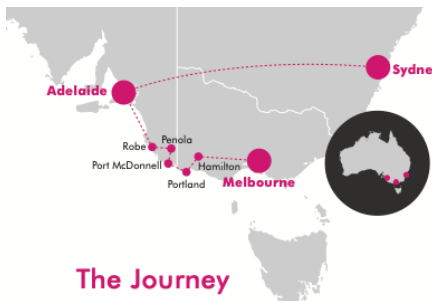 Sydne
Adelaide
Robe
Penola
Port McDonnell
Hamilton
Portland
Melbourne
The Journey